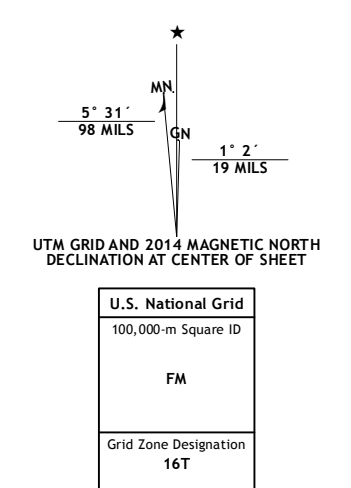 ★
MN.
5° 31´
98 MILS
GN
1° 2´
19 MILS
UTM GRID AND 2014 MAGNETIC NORTH
DECLINATION AT CENTER OF SHEET
U.S. National Grid
100,000-m Square ID
FM
Grid Zone Designation
16T